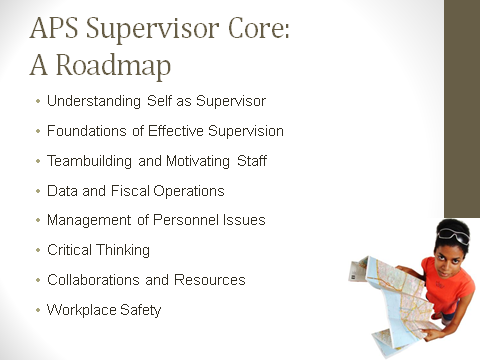 APS Supervisor Core:
A Roadmap
• Understanding Self as Supervisor
• Foundations of Effective Supervision
• Teambuilding and Motivating Staff
• Data and Fiscal Operations
• Management of Personnel Issues
• Critical Thinking
• Collaborations and Resources
• Workplace Safety